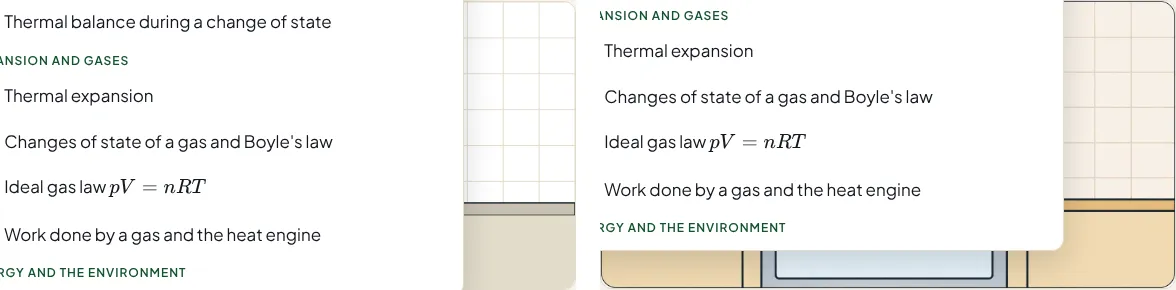 Thermal balance during a change of state
ANSION AND GASES
Thermal expansion
Changes of state of a gas and Boyle's law
Ideal gas law pV = nRT
Work done by a gas and the heat engine
RGY AND THE ENVIRONMENT
ANSION AND GASES
Thermal expansion
Changes of state of a gas and Boyle's law
Ideal gas law pV = nRT
Work done by a gas and the heat engine
RGY AND THE ENVIRONMENT